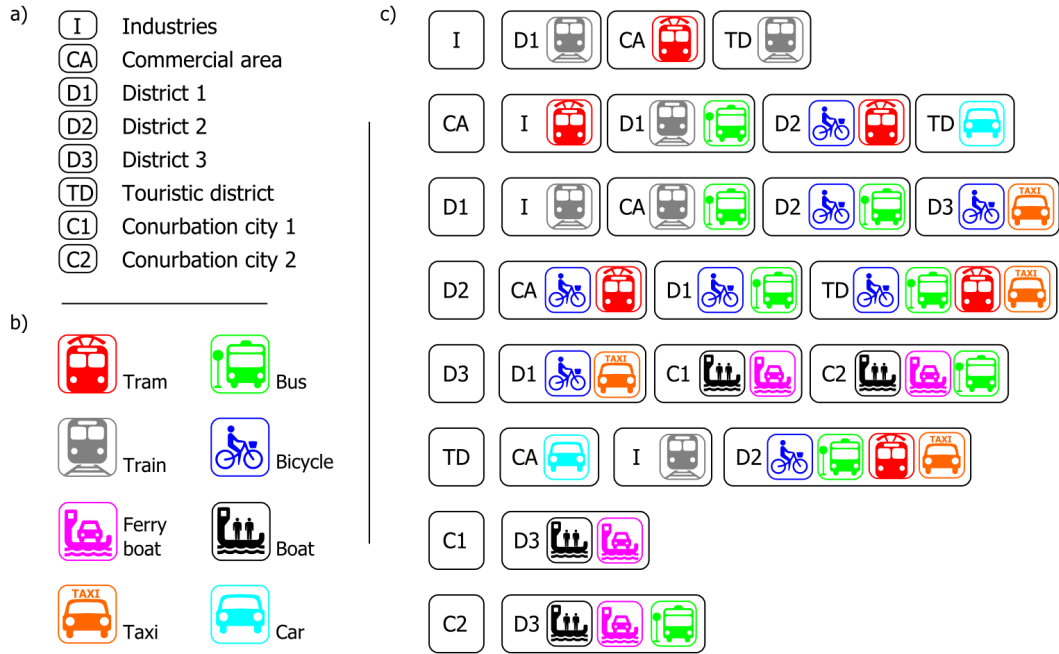 a)
I Industries
CA Commercial area
D1 District 1
D2 District 2
D3 District 3
TD Touristic district
C1 Conurbation city 1
C2 Conurbation city 2
b)
Tram Bus
Train Bicycle
Ferry
boat Boat
TAXI
Taxi Car
c)
I D1 CA TD
CA I D1 D2 TD
D1 I CA D2 D3 TAXI
D2 CA D1 TD TAXI
D3 D1 TAXI C1 C2
TD CA I D2 TAXI
C1 D3
C2 D3